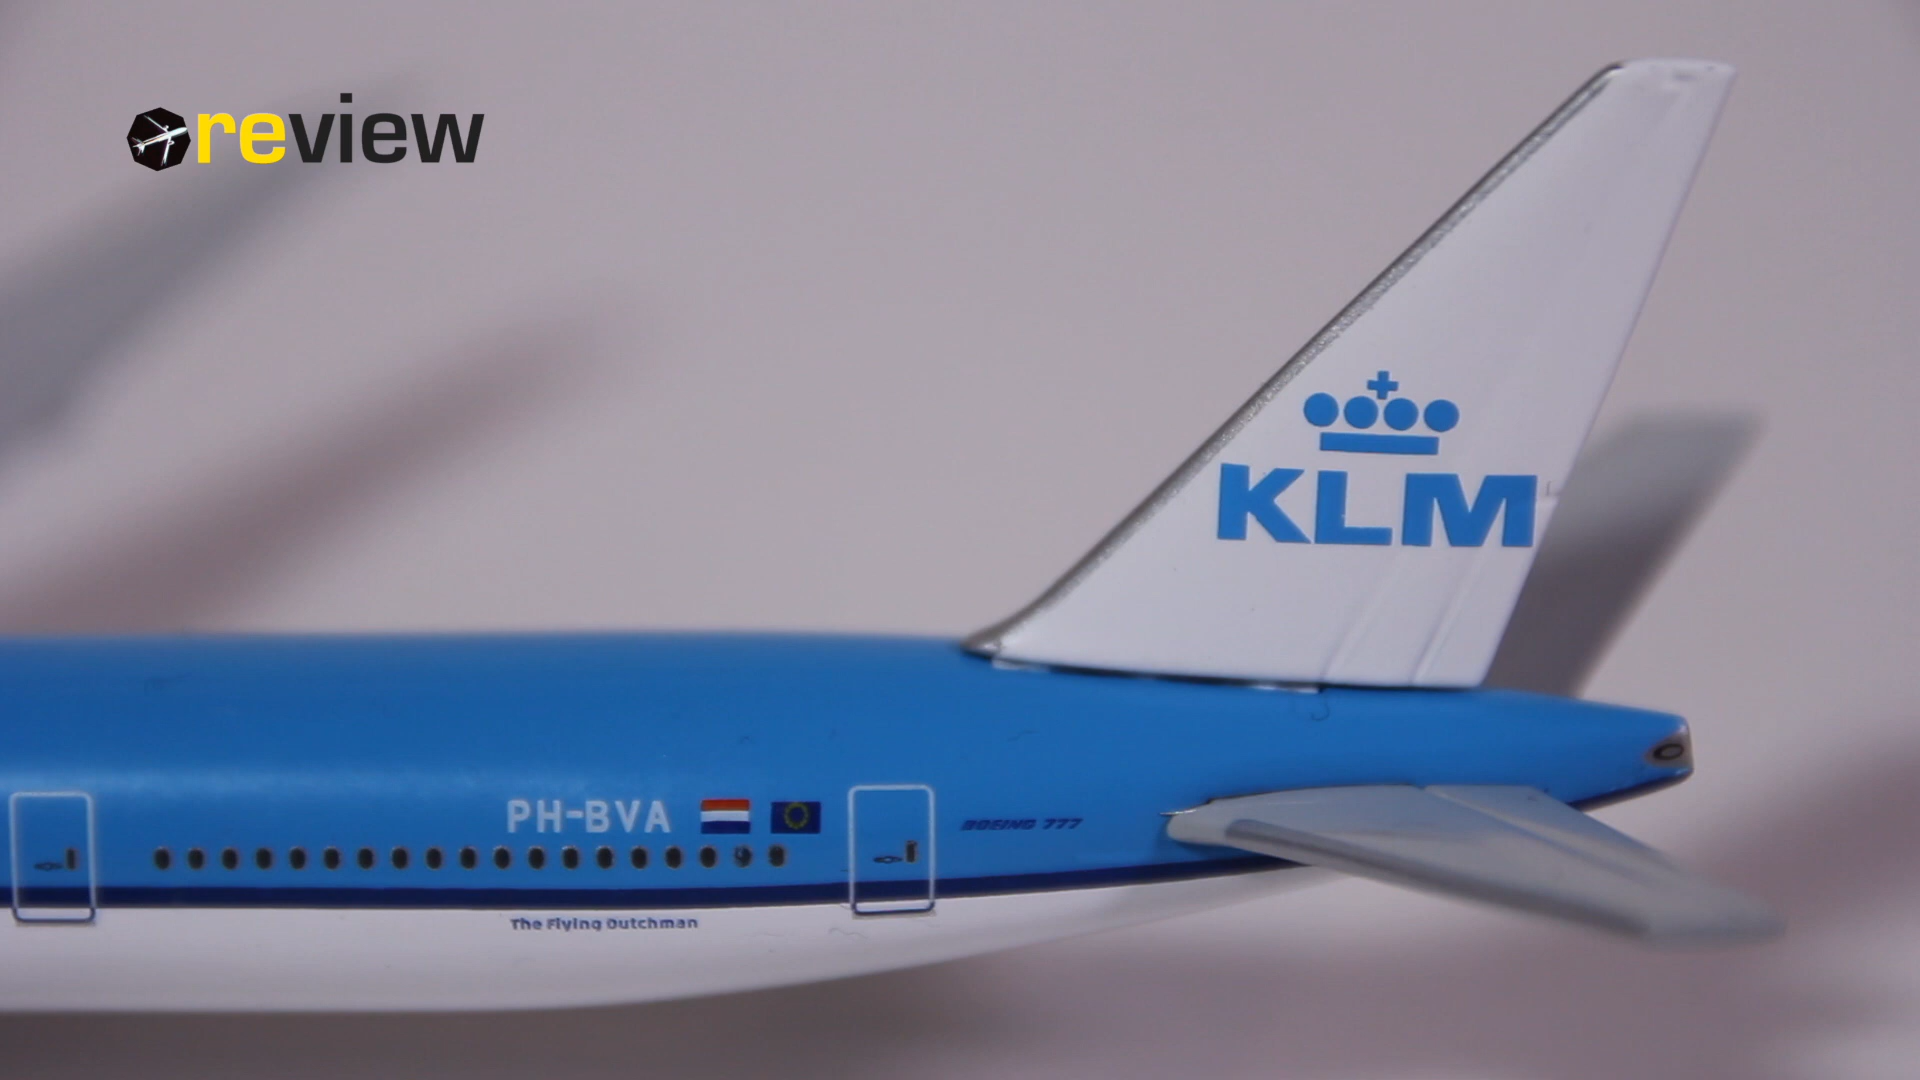 review
KLM
PH-BVA
BOEING 777
The Flying Dutchman